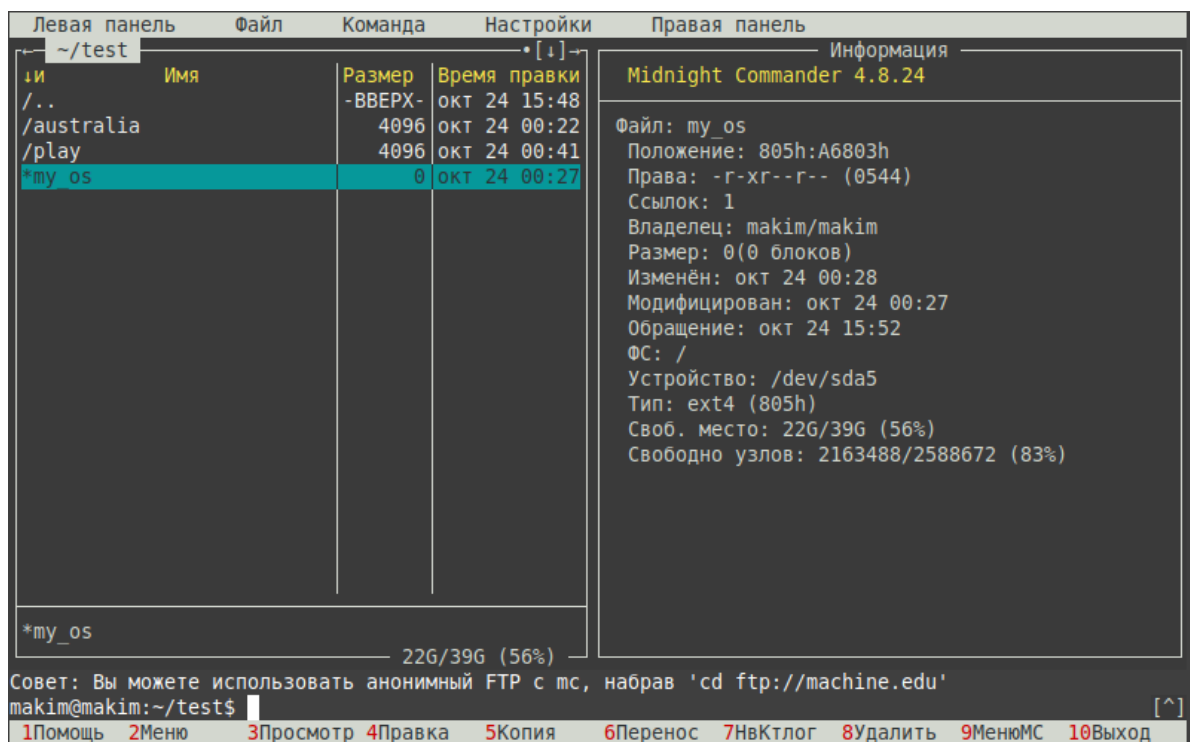 Левая панель Файл Команда Настройки Правая панель
~/test •[↓]→
↓и Имя Размер Время правки
/.. -ВВЕРХ- окт 24 15:48
/australia 4096 окт 24 00:22
/play 4096 окт 24 00:41
*my_os 0 окт 24 00:27
*my_os
22G/39G (56%)
Информация
Midnight Commander 4.8.24
Файл: my_os
Положение: 805h:A6803h
Права: -r-xr--r-- (0544)
Ссылок: 1
Владелец: makim/makim
Размер: 0(0 блоков)
Изменён: окт 24 00:28
Модифицирован: окт 24 00:27
Обращение: окт 24 15:52
ФС: /
Устройство: /dev/sda5
Тип: ext4 (805h)
Своб. место: 22G/39G (56%)
Свободно узлов: 2163488/2588672 (83%)
Совет: Вы можете использовать анонимный FTP с mc, набрав 'cd ftp://machine.edu'
makim@makim:~/test$ [^]
1Помощь 2Меню 3Просмотр 4Правка 5Копия 6Перенос 7НвКтлог 8Удалить 9МенюМС 10Выход